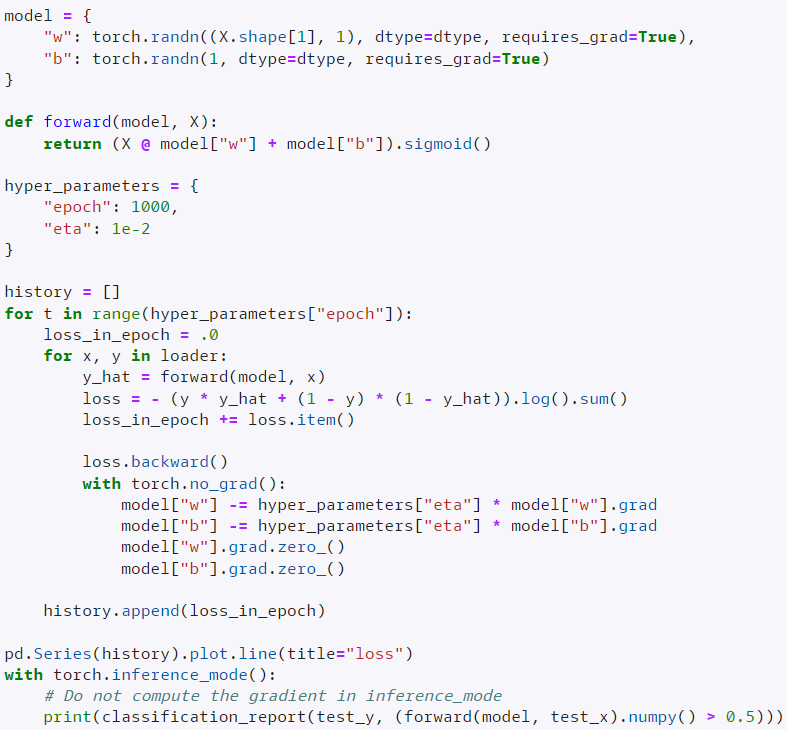 model = {
    "w": torch.randn((X.shape[1], 1), dtype=dtype, requires_grad=True),
    "b": torch.randn(1, dtype=dtype, requires_grad=True)
}

def forward(model, X):
    return (X @ model["w"] + model["b"]).sigmoid()

hyper_parameters = {
    "epoch": 1000,
    "eta": 1e-2
}

history = []
for t in range(hyper_parameters["epoch"]):
    loss_in_epoch = .0
    for x, y in loader:
        y_hat = forward(model, x)
        loss = - (y * y_hat + (1 - y) * (1 - y_hat)).log().sum()
        loss_in_epoch += loss.item()

        loss.backward()
        with torch.no_grad():
            model["w"] -= hyper_parameters["eta"] * model["w"].grad
            model["b"] -= hyper_parameters["eta"] * model["b"].grad
            model["w"].grad.zero_()
            model["b"].grad.zero_()

    history.append(loss_in_epoch)

pd.Series(history).plot.line(title="loss")
with torch.inference_mode():
    # Do not compute the gradient in inference_mode
    print(classification_report(test_y, (forward(model, test_x).numpy() > 0.5)))